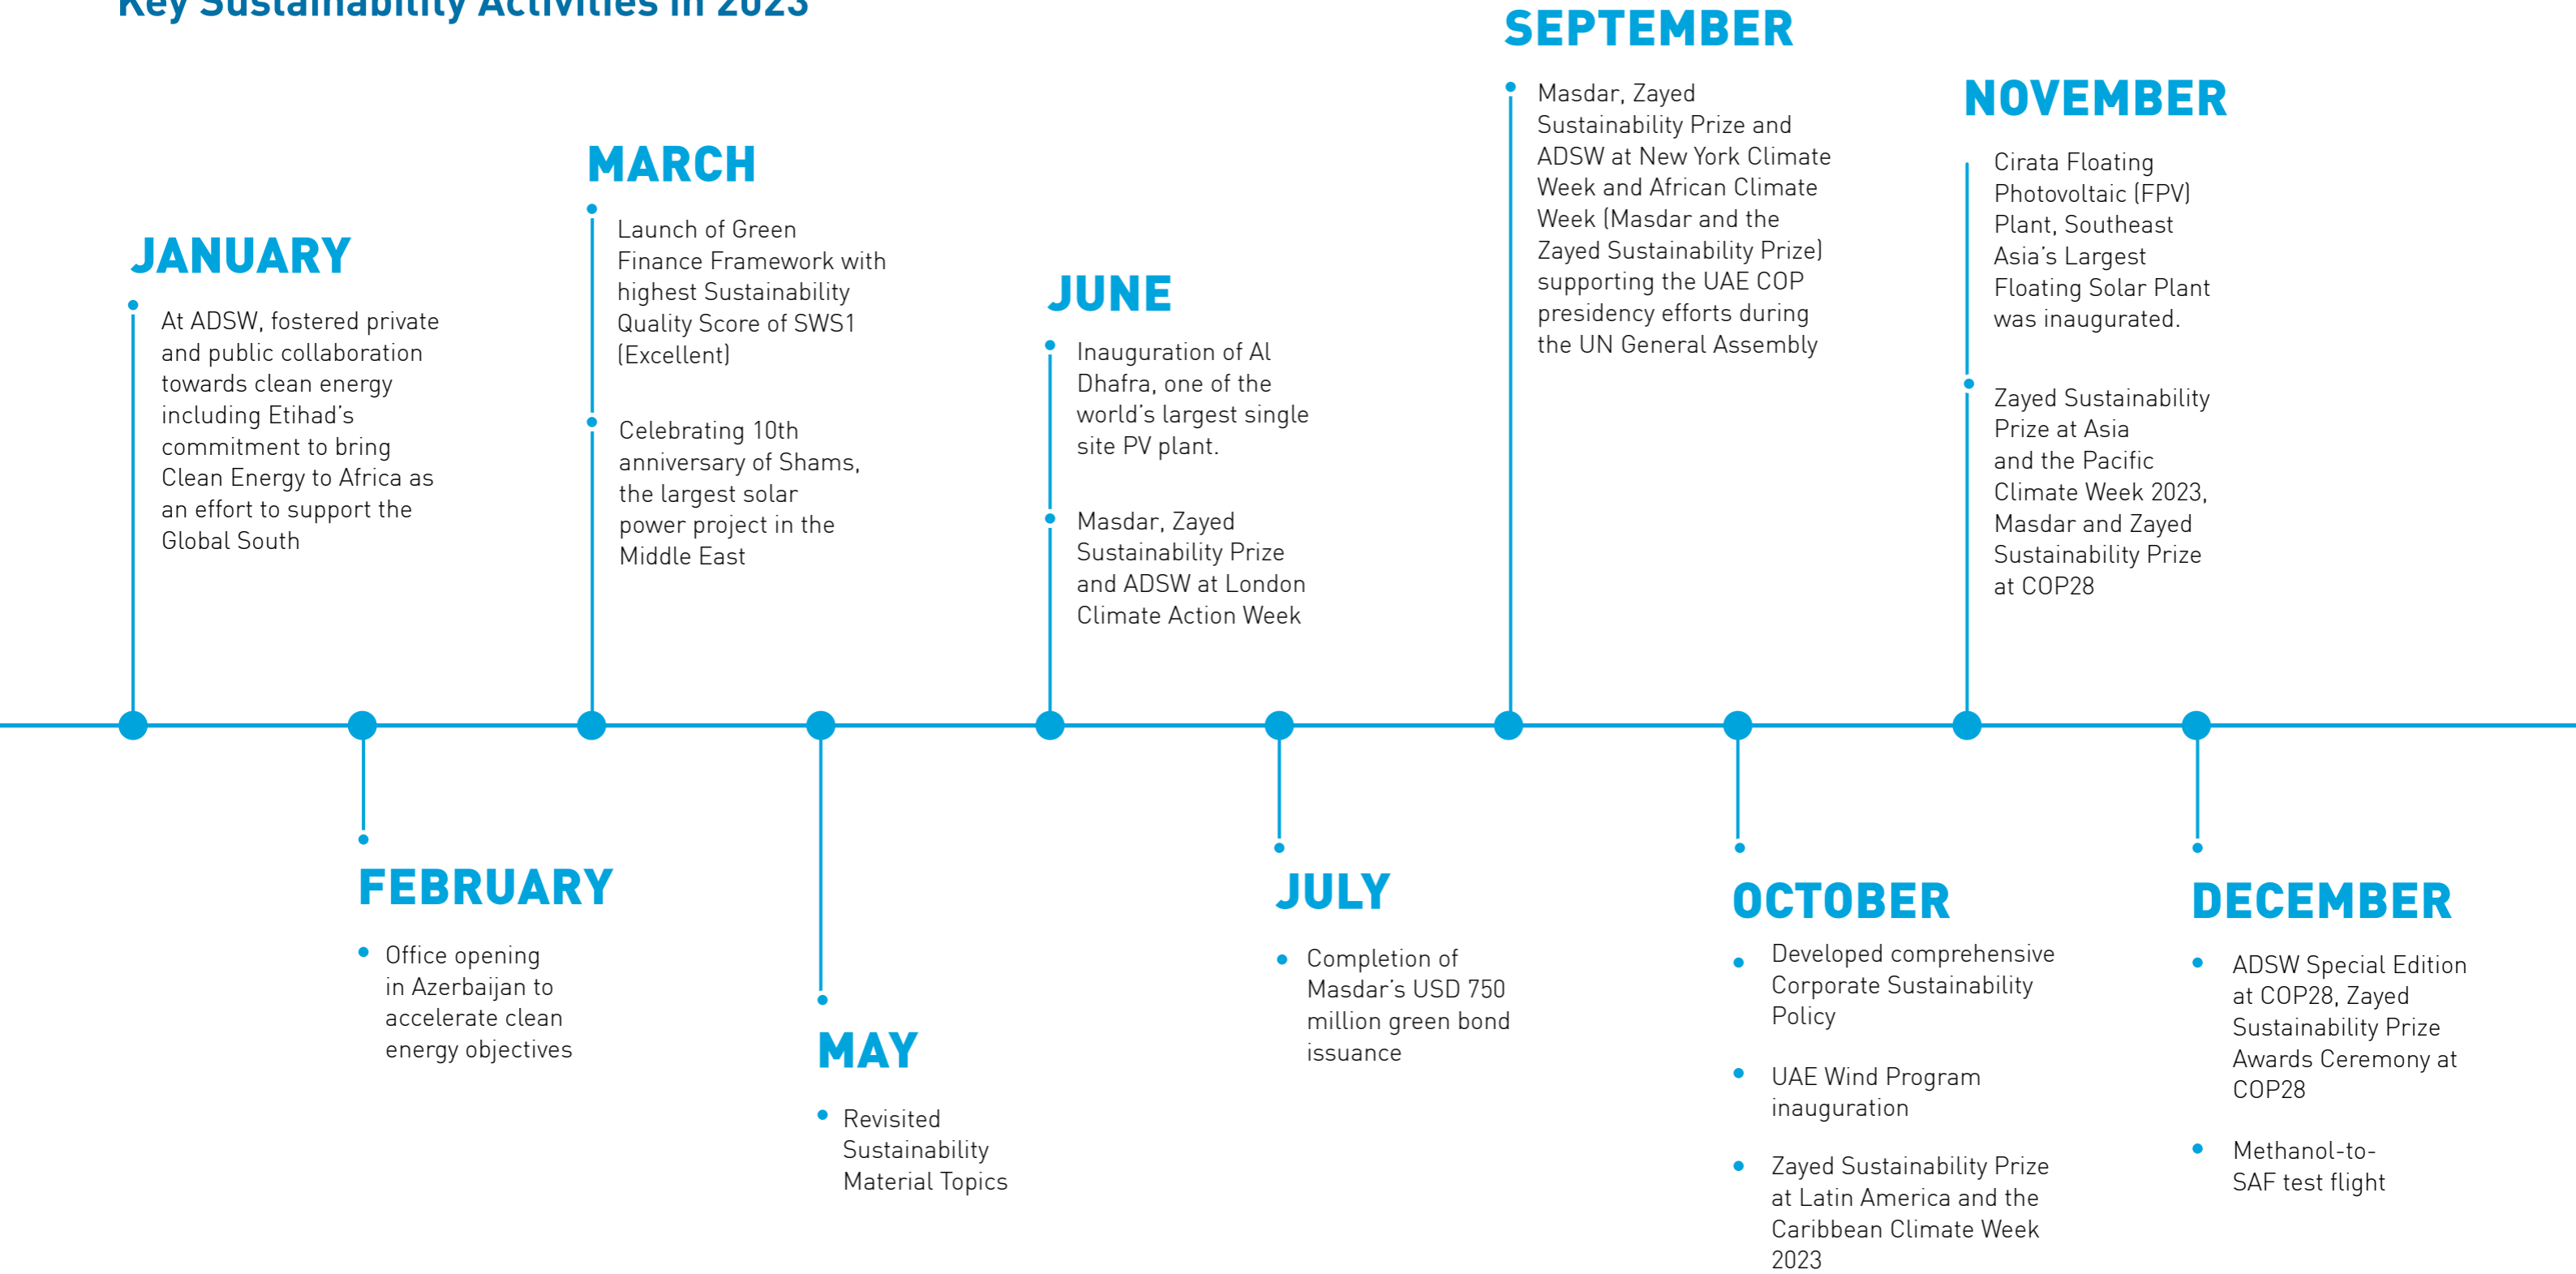 Key Sustainability Activities in 2023
JANUARY
At ADSW, fostered private
and public collaboration
towards clean energy
including Etihad’s
commitment to bring
Clean Energy to Africa as
an effort to support the
Global South
FEBRUARY
Office opening
in Azerbaijan to
accelerate clean
energy objectives
MARCH
Launch of Green
Finance Framework with
highest Sustainability
Quality Score of SWS1
(Excellent)
Celebrating 10th
anniversary of Shams,
the largest solar
power project in the
Middle East
MAY
Revisited
Sustainability
Material Topics
JUNE
Inauguration of Al
Dhafra, one of the
world’s largest single
site PV plant.
Masdar, Zayed
Sustainability Prize
and ADSW at London
Climate Action Week
JULY
Completion of
Masdar’s USD 750
million green bond
issuance
SEPTEMBER
Masdar, Zayed
Sustainability Prize and
ADSW at New York Climate
Week and African Climate
Week (Masdar and the
Zayed Sustainability Prize)
supporting the UAE COP
presidency efforts during
the UN General Assembly
OCTOBER
Developed comprehensive
Corporate Sustainability
Policy
UAE Wind Program
inauguration
Zayed Sustainability Prize
at Latin America and the
Caribbean Climate Week
2023
NOVEMBER
Cirata Floating
Photovoltaic (FPV)
Plant, Southeast
Asia’s Largest
Floating Solar Plant
was inaugurated.
Zayed Sustainability
Prize at Asia
and the Pacific
Climate Week 2023,
Masdar and Zayed
Sustainability Prize
at COP28
DECEMBER
ADSW Special Edition
at COP28, Zayed
Sustainability Prize
Awards Ceremony at
COP28
Methanol-to-
SAF test flight